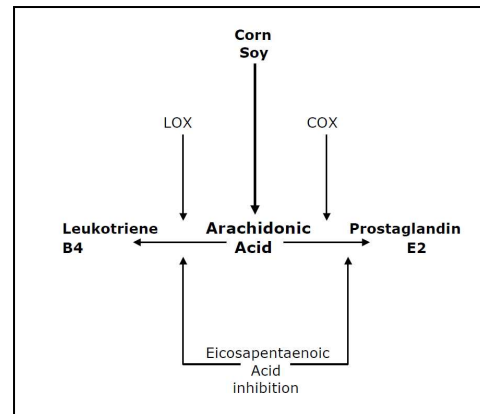 Corn
Soy
LOX
COX
Leukotriene
B4
Arachidonic
Acid
Prostaglandin
E2
Eicosapentaenoic
Acid
inhibition